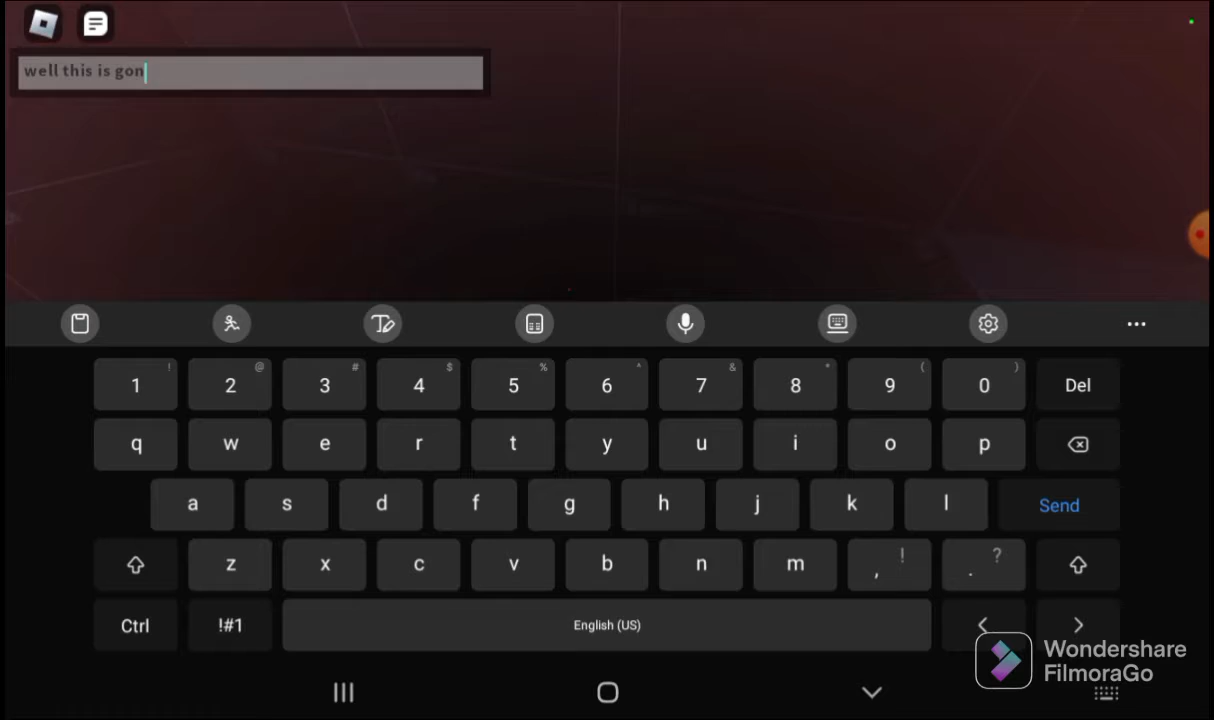 well this is gon
! @ # $ % ^ & * ( )
1 2 3 4 5 6 7 8 9 0 Del
q w e r t y u i o p
a s d f g h j k l Send
z x c v b n m , ! . ?
Ctrl !#1 English (US) < >
Wondershare
FilmoraGo